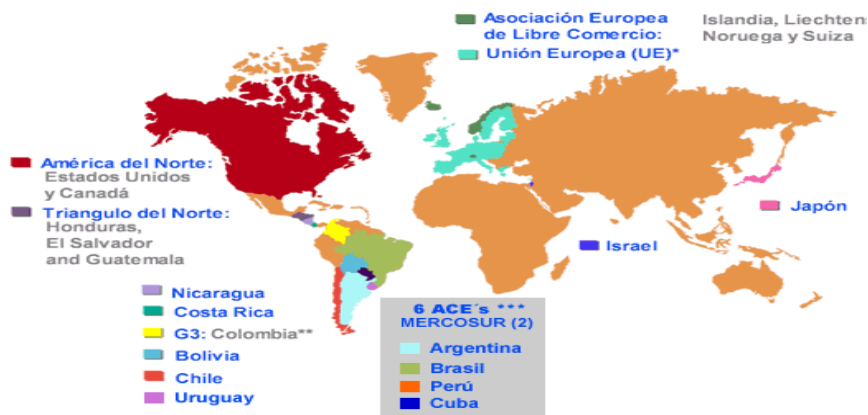 Asociación Europea
de Libre Comercio:
Islandia, Liechten
Noruega y Suiza
Unión Europea (UE)*
América del Norte:
Estados Unidos
y Canadá
Triangulo del Norte:
Honduras,
El Salvador
and Guatemala
Japón
Israel
Nicaragua
Costa Rica
G3: Colombia**
Bolivia
Chile
Uruguay
6 ACE´s ***
MERCOSUR (2)
Argentina
Brasil
Perú
Cuba